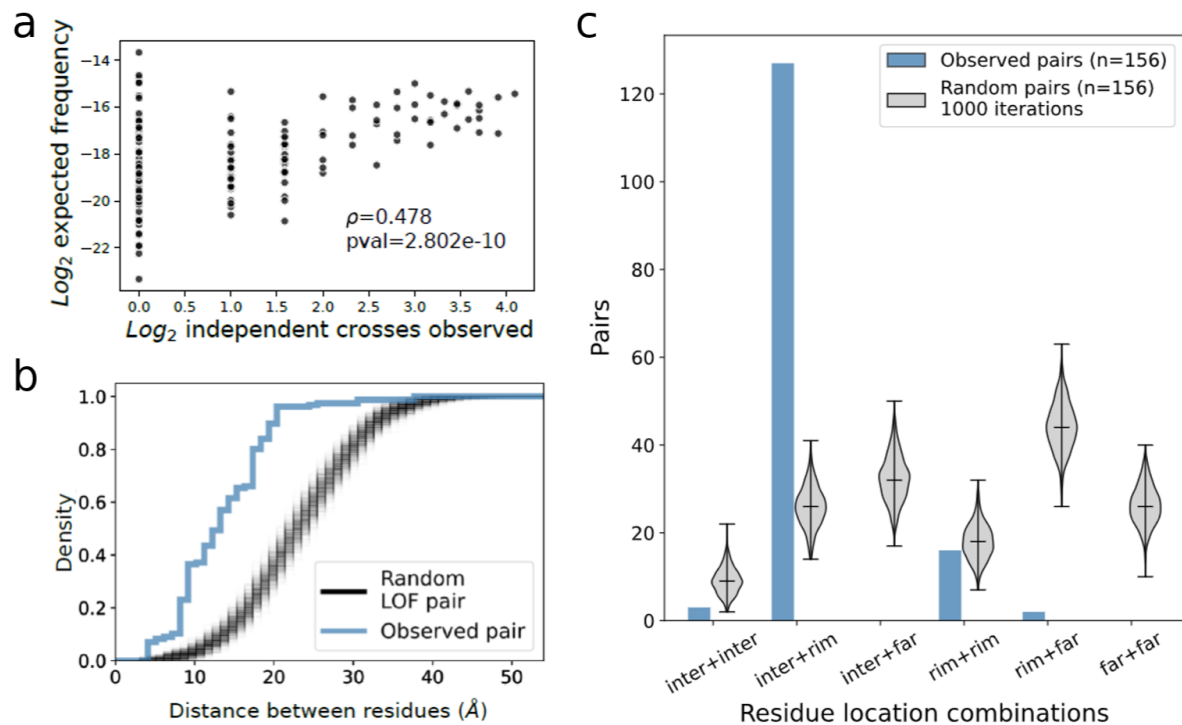 a
Log₂ expected frequency
−14
−16
−18
−20
−22
ρ=0.478
pval=2.802e-10
0.0 0.5 1.0 1.5 2.0 2.5 3.0 3.5 4.0
Log₂ independent crosses observed
b
Density
1.0
0.8
0.6
0.4
0.2
0.0
Random
LOF pair
Observed pair
0 10 20 30 40 50
Distance between residues (Å)
c
Pairs
120
100
80
60
40
20
0
Observed pairs (n=156)
Random pairs (n=156)
1000 iterations
inter+inter
inter+rim
inter+far
rim+rim
rim+far
far+far
Residue location combinations